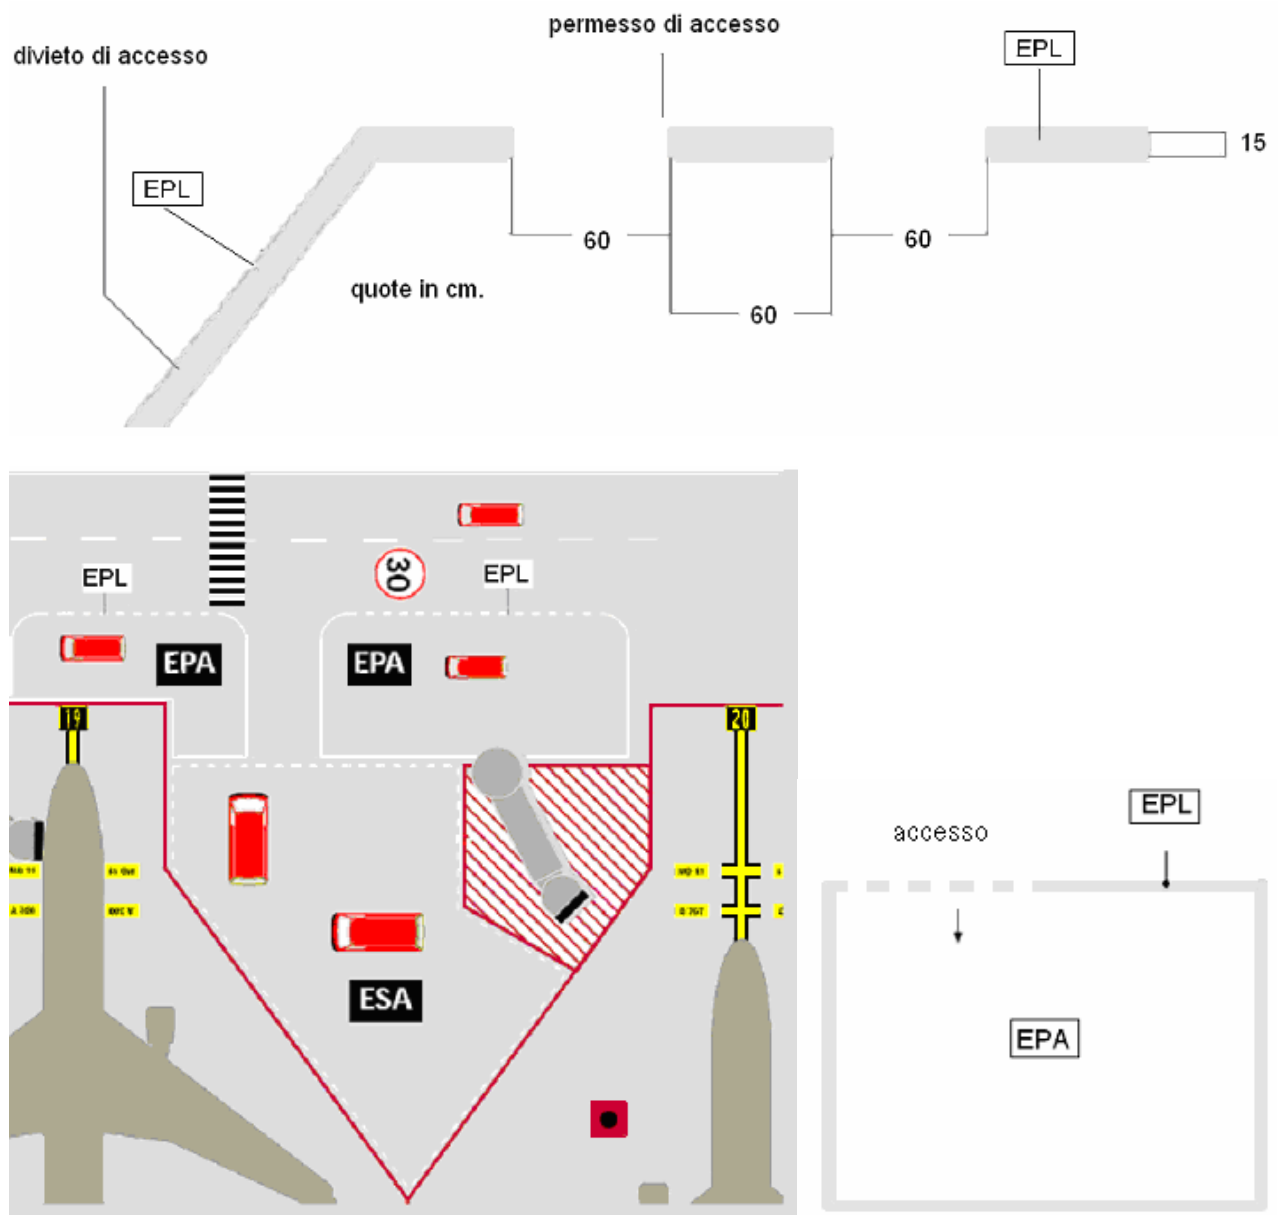 permesso di accesso
divieto di accesso
EPL
15
EPL
60
60
quote in cm.
60
30
EPL
EPL
EPA
EPA
19
20
EPL
accesso
ESA
EPA